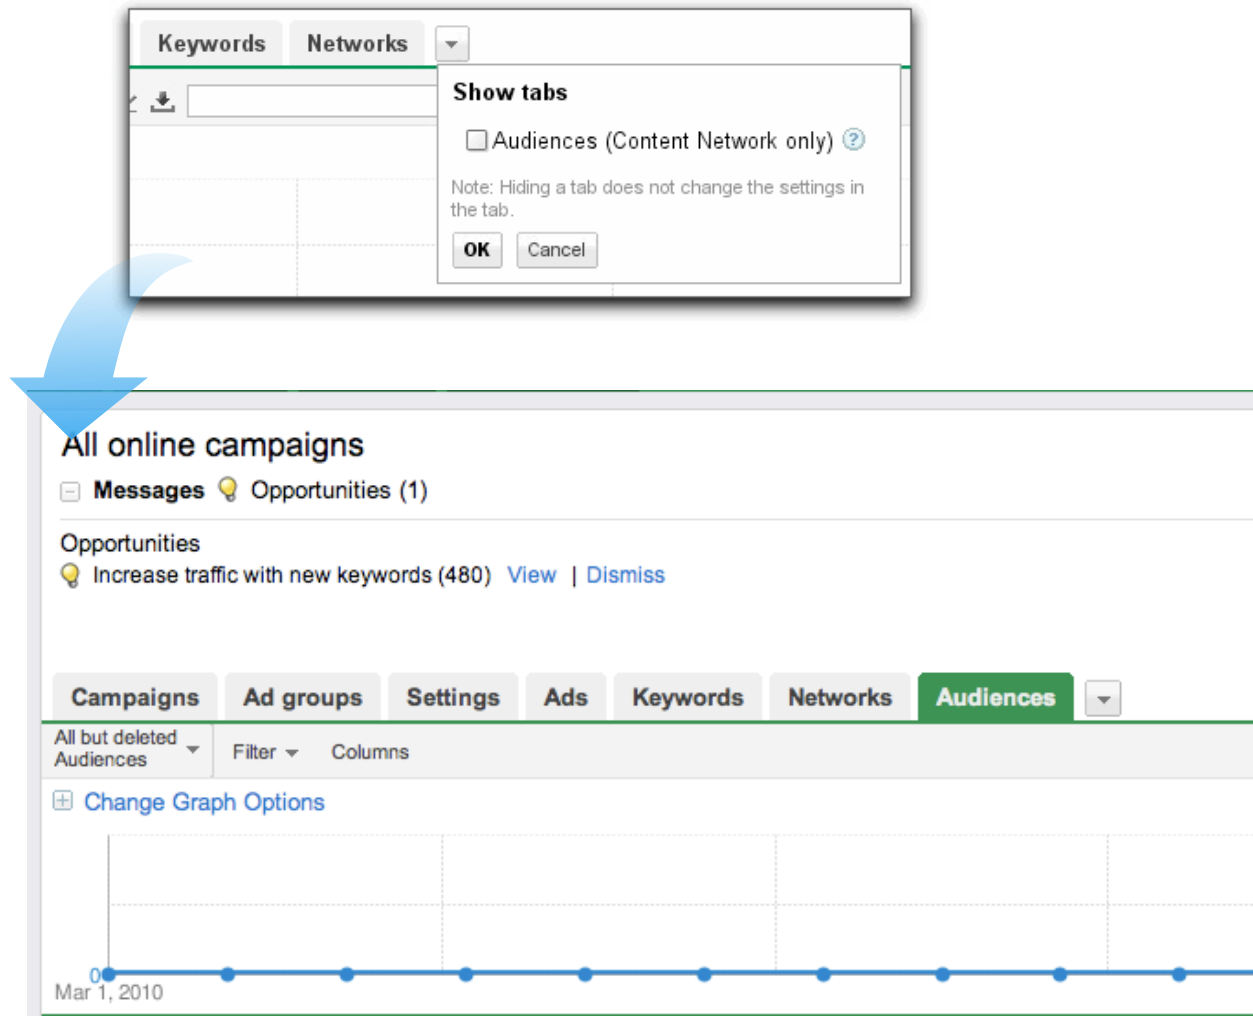 Keywords Networks
Show tabs
Audiences (Content Network only) ?
Note: Hiding a tab does not change the settings in
the tab.
OK Cancel
All online campaigns
Messages Opportunities (1)
Opportunities
Increase traffic with new keywords (480) View | Dismiss
Campaigns Ad groups Settings Ads Keywords Networks Audiences
All but deleted
Audiences
Filter Columns
Change Graph Options
0
Mar 1, 2010